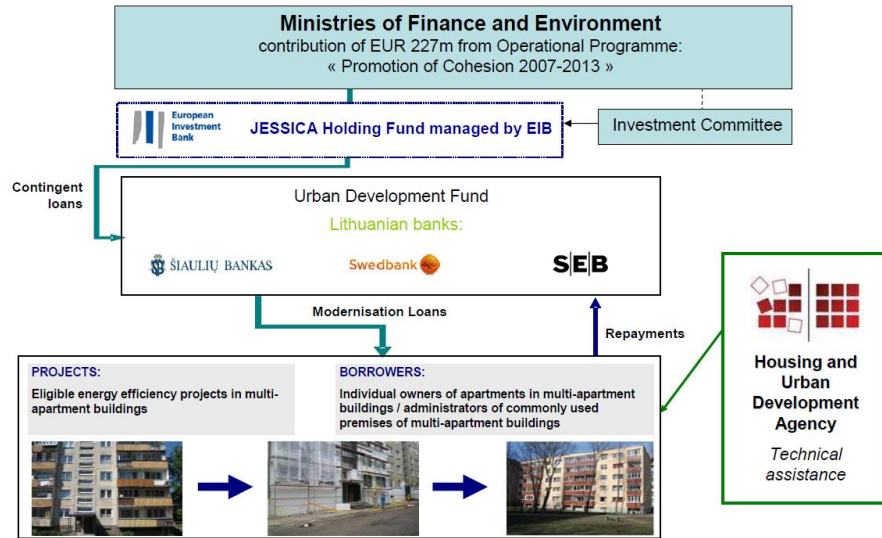 Ministries of Finance and Environment
contribution of EUR 227m from Operational Programme:
« Promotion of Cohesion 2007-2013 »
European
Investment
Bank
JESSICA Holding Fund managed by EIB
Investment Committee
Contingent
loans
Urban Development Fund
Lithuanian banks:
ŠIAULIŲ BANKAS
Swedbank
SEB
Modernisation Loans
Repayments
PROJECTS:
Eligible energy efficiency projects in multi-
apartment buildings
BORROWERS:
Individual owners of apartments in multi-apartment
buildings / administrators of commonly used
premises of multi-apartment buildings
Housing and
Urban
Development
Agency
Technical
assistance